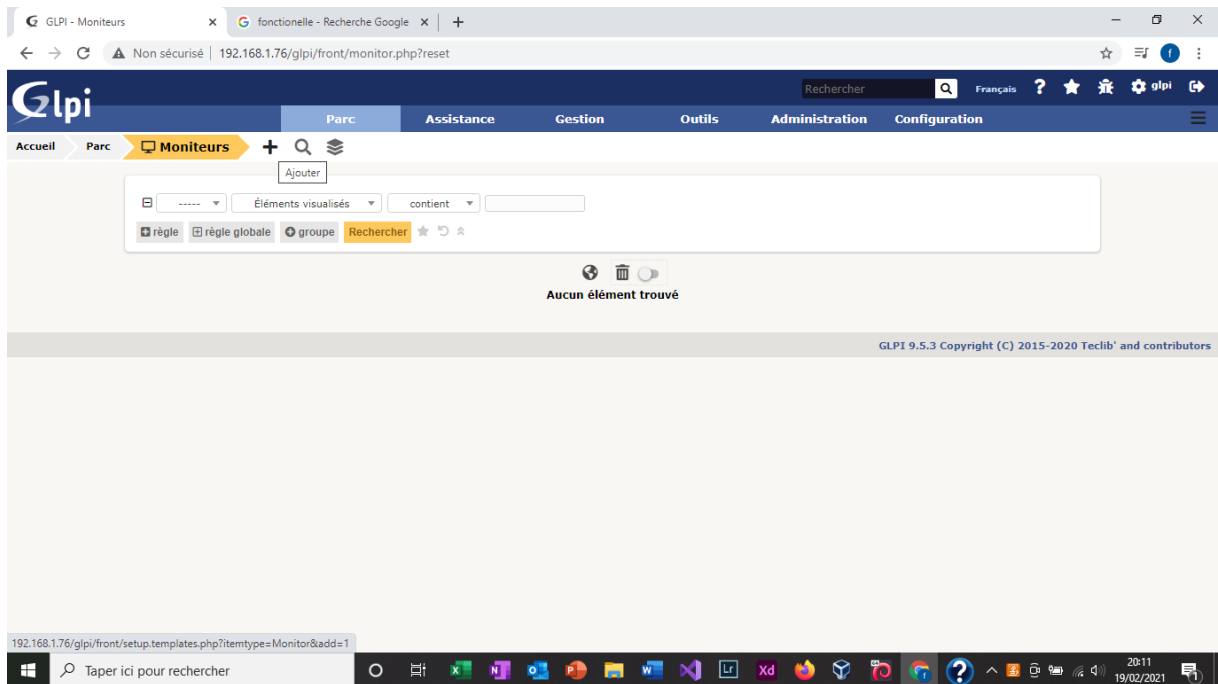 GLPI - Moniteurs
fonctionelle - Recherche Google
Non sécurisé | 192.168.1.76/glpi/front/monitor.php?reset
f
Glpi
Rechercher
Français
?
glpi
Parc
Assistance
Gestion
Outils
Administration
Configuration
Accueil
Parc
Moniteurs
Ajouter
-----
Éléments visualisés
contient
règle
règle globale
groupe
Rechercher
Aucun élément trouvé
GLPI 9.5.3 Copyright (C) 2015-2020 Teclib' and contributors
192.168.1.76/glpi/front/setup.templates.php?itemtype=Monitor&add=1
Taper ici pour rechercher
20:11
19/02/2021